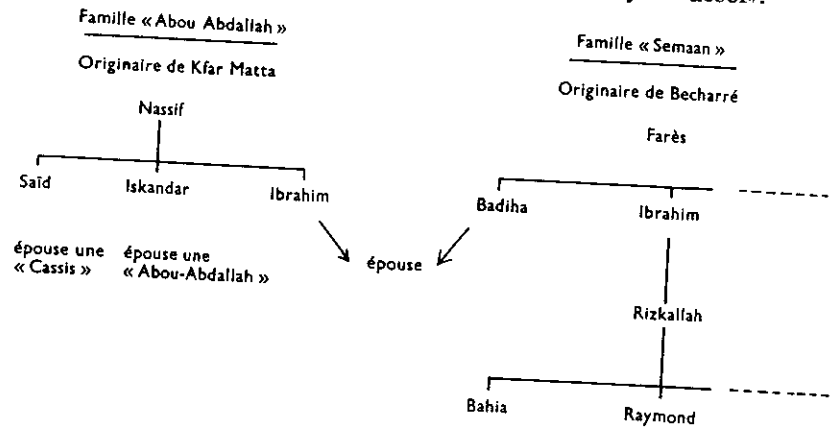 Famille « Abou Abdallah »
Originaire de Kfar Matta
Nassif
Saïd Iskandar Ibrahim
épouse une
« Cassis »
épouse une
« Abou-Abdallah »
épouse
Famille « Semaan »
Originaire de Becharré
Farès
Badiha Ibrahim
Rizkallah
Bahia Raymond